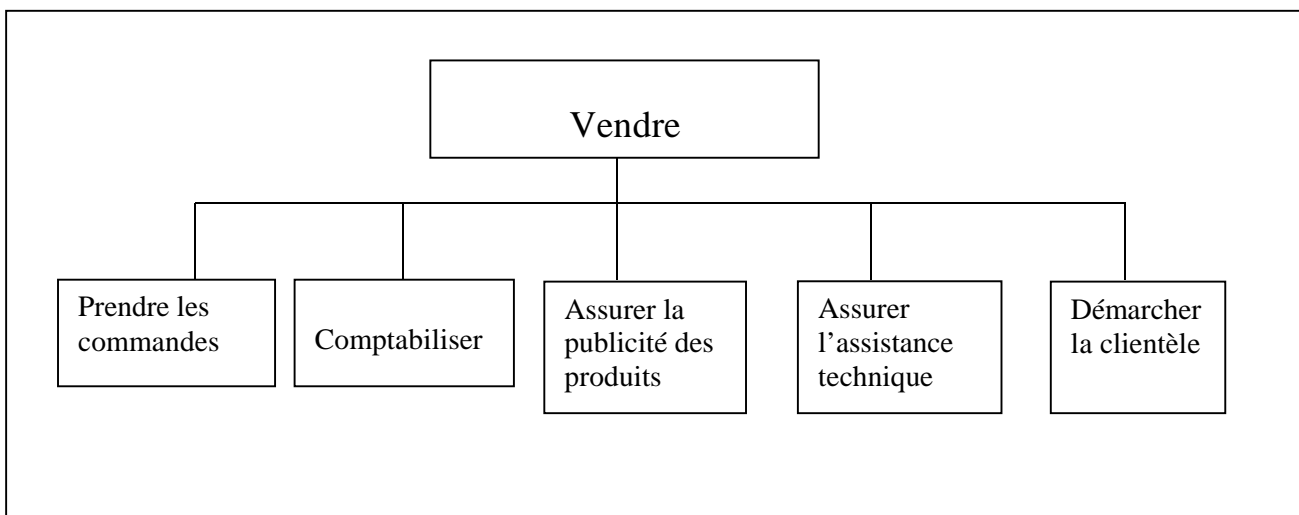 Vendre
Prendre les
commandes
Comptabiliser
Assurer la
publicité des
produits
Assurer
l’assistance
technique
Démarcher
la clientèle